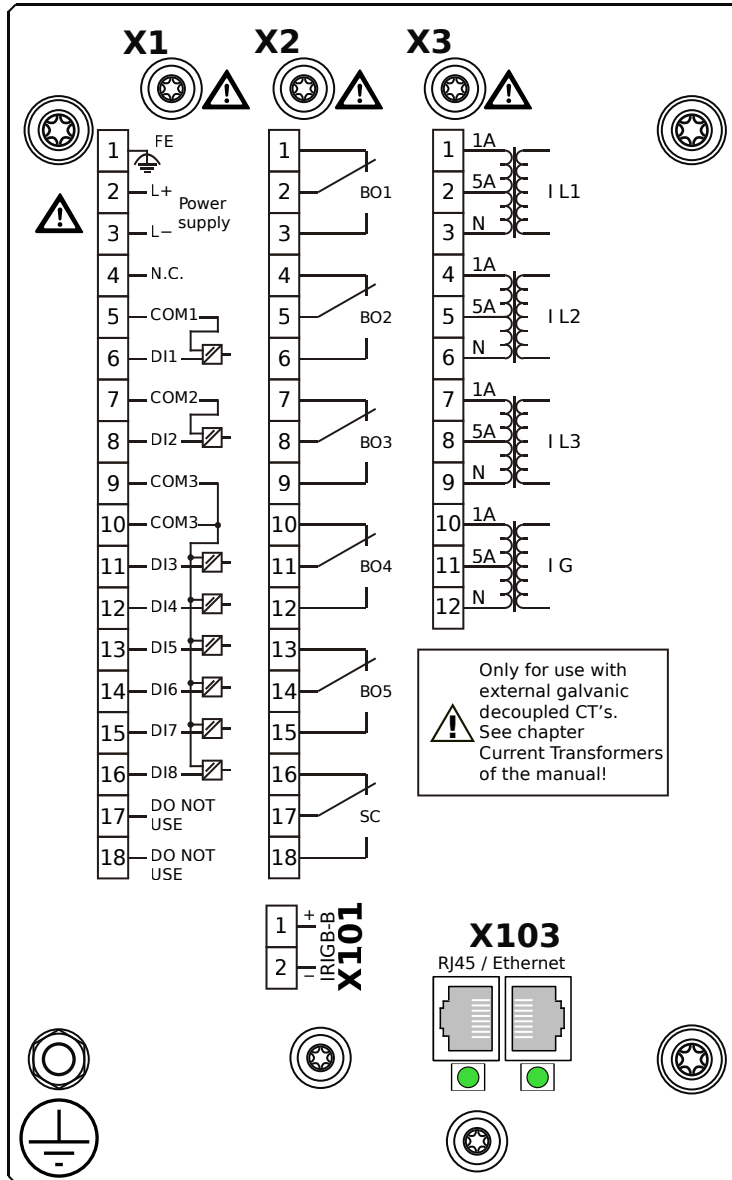 X1 X2 X3
1 FE
2 L+
Power
supply
3 L−
4 N.C.
5 COM1
6 DI1
7 COM2
8 DI2
9 COM3
10 COM3
11 DI3
12 DI4
13 DI5
14 DI6
15 DI7
16 DI8
17 DO NOT
USE
18 DO NOT
USE
1
2 BO1
3
4
5 BO2
6
7
8 BO3
9
10
11 BO4
12
13
14 BO5
15
16
17 SC
18
1 1A
2 5A I L1
3 N
4 1A
5 5A I L2
6 N
7 1A
8 5A I L3
9 N
10 1A
11 5A I G
12 N
Only for use with
external galvanic
decoupled CT's.
See chapter
Current Transformers
of the manual!
1 +
2 −
IRIGB-B
X101
X103
RJ45 / Ethernet